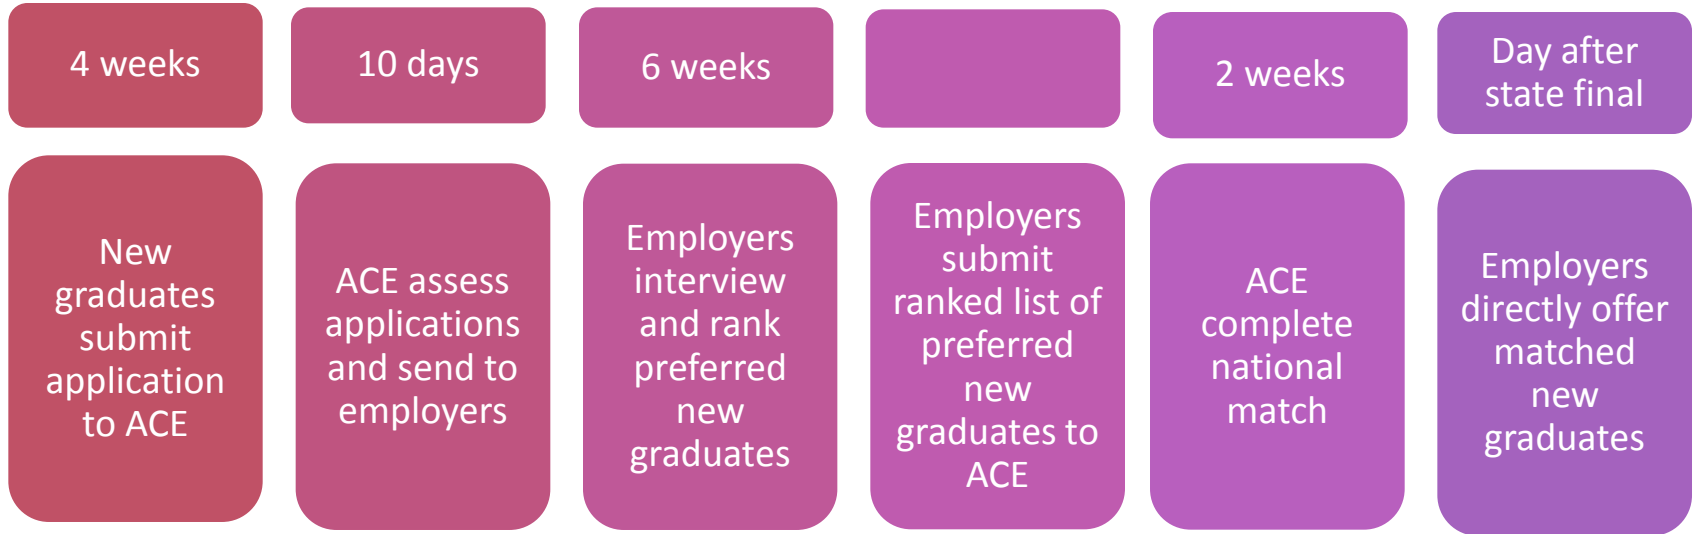 4 weeks
10 days
6 weeks
2 weeks
Day after
state final
New
graduates
submit
application
to ACE
ACE assess
applications
and send to
employers
Employers
interview
and rank
preferred
new
graduates
Employers
submit
ranked list of
preferred
new
graduates to
ACE
ACE
complete
national
match
Employers
directly offer
matched
new
graduates